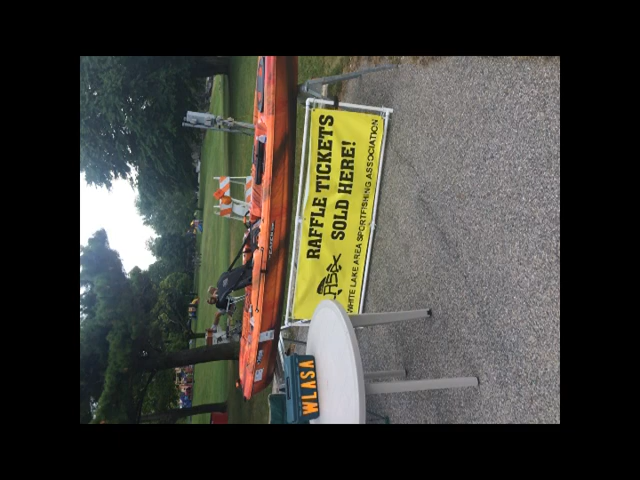 RAFFLE TICKETS
SOLD HERE!
WHITE LAKE AREA SPORTFISHING ASSOCIATION
WLASA